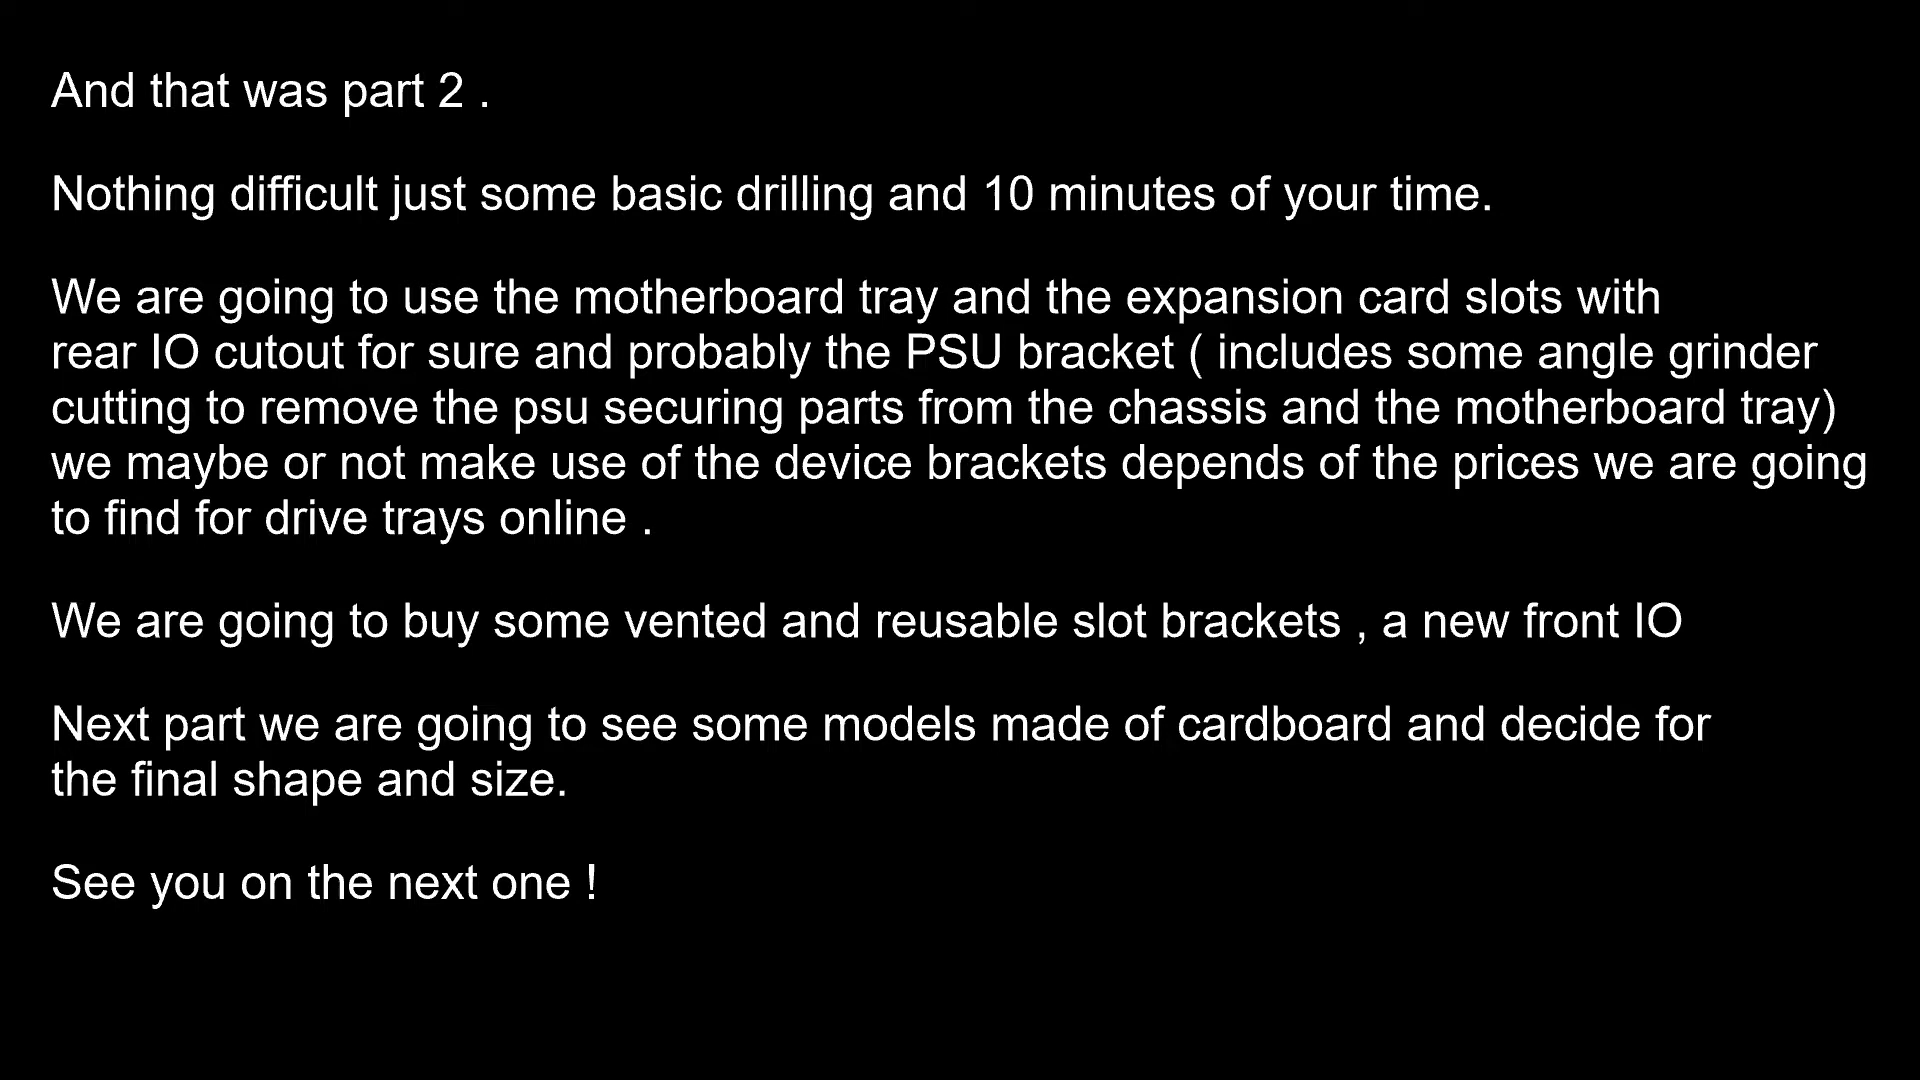 And that was part 2 .
Nothing difficult just some basic drilling and 10 minutes of your time.
We are going to use the motherboard tray and the expansion card slots with
rear IO cutout for sure and probably the PSU bracket ( includes some angle grinder
cutting to remove the psu securing parts from the chassis and the motherboard tray)
we maybe or not make use of the device brackets depends of the prices we are going
to find for drive trays online .
We are going to buy some vented and reusable slot brackets , a new front IO
Next part we are going to see some models made of cardboard and decide for
the final shape and size.
See you on the next one !